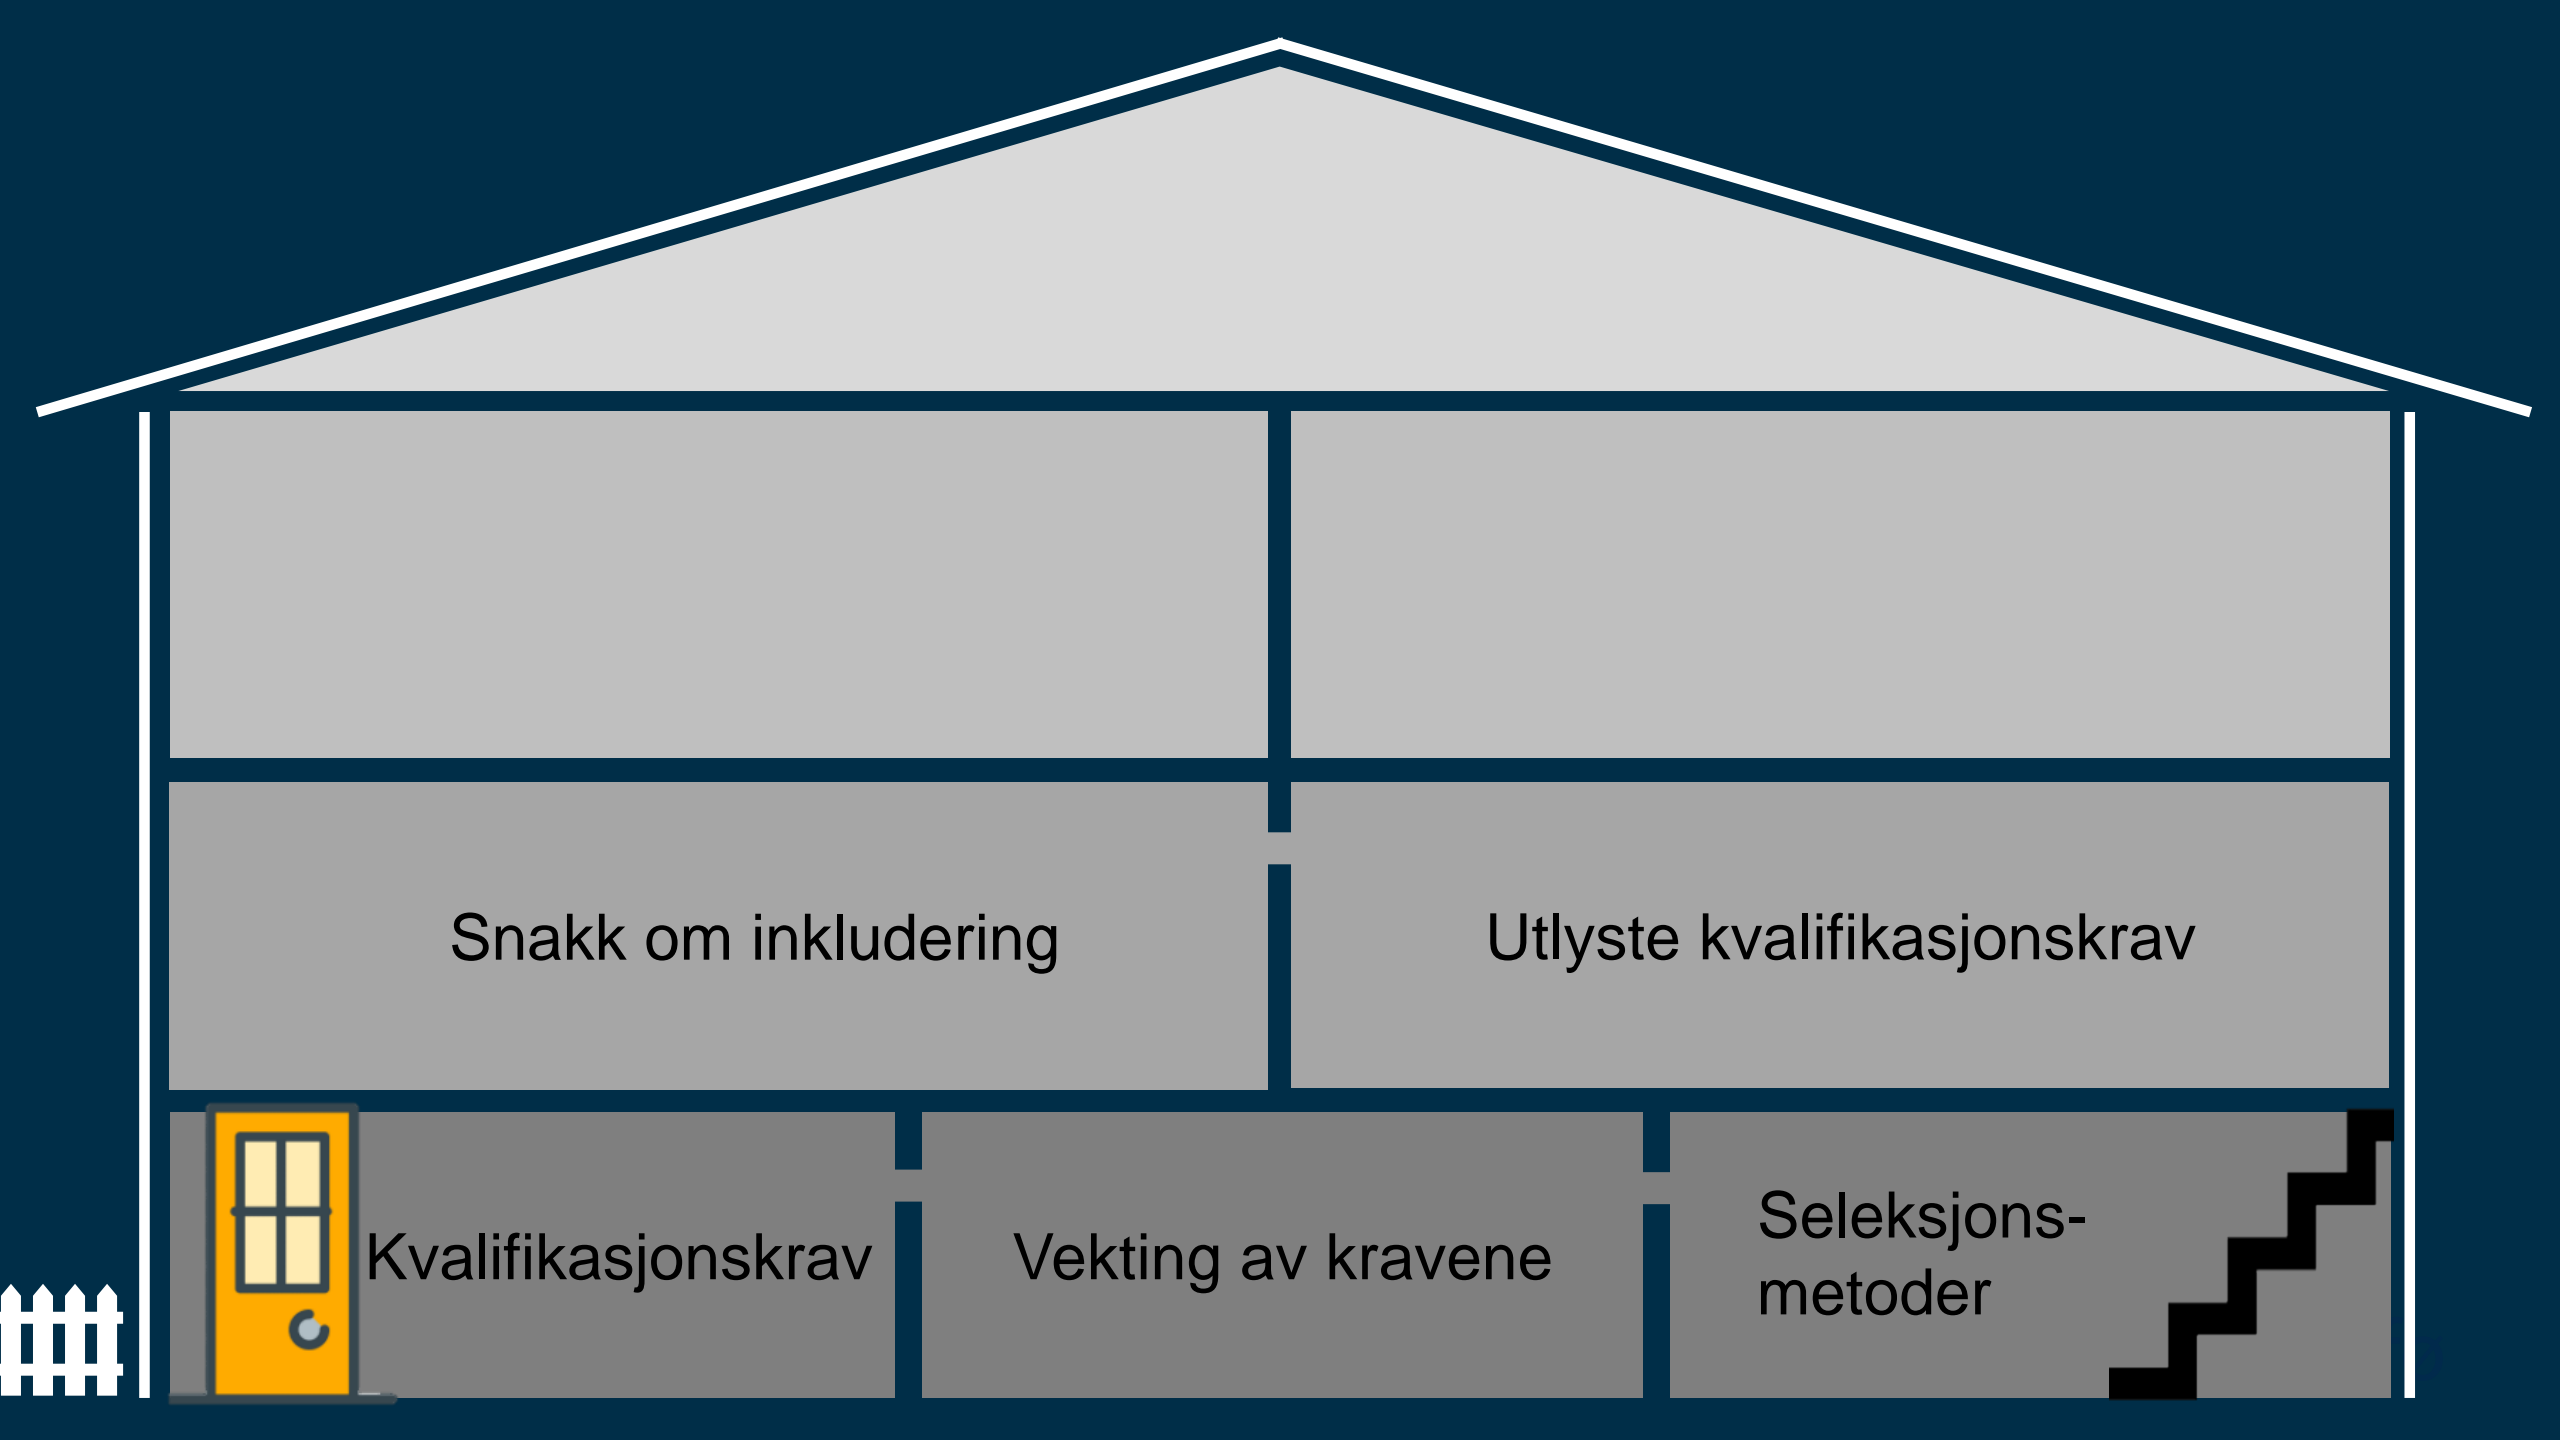 Snakk om inkludering
Utlyste kvalifikasjonskrav
Kvalifikasjonskrav
Vekting av kravene
Seleksjons-
metoder